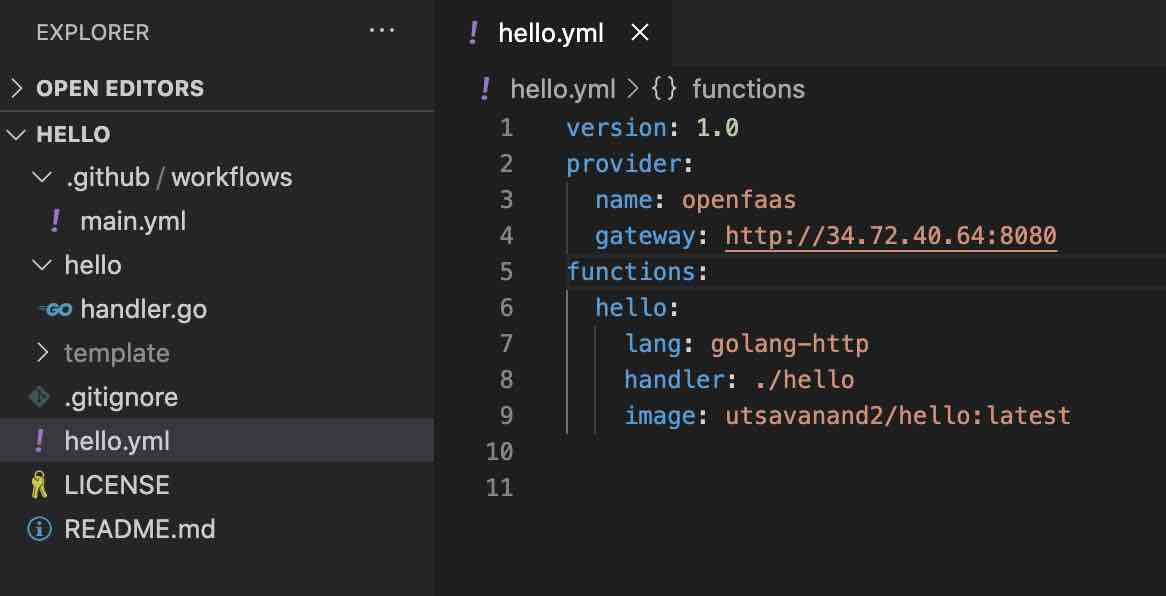 EXPLORER ...
OPEN EDITORS
HELLO
.github / workflows
! main.yml
hello
GO handler.go
template
.gitignore
! hello.yml
LICENSE
README.md
! hello.yml ×
! hello.yml > {} functions
1 version: 1.0
2 provider:
3   name: openfaas
4   gateway: http://34.72.40.64:8080
5 functions:
6   hello:
7     lang: golang-http
8     handler: ./hello
9     image: utsavanand2/hello:latest
10
11